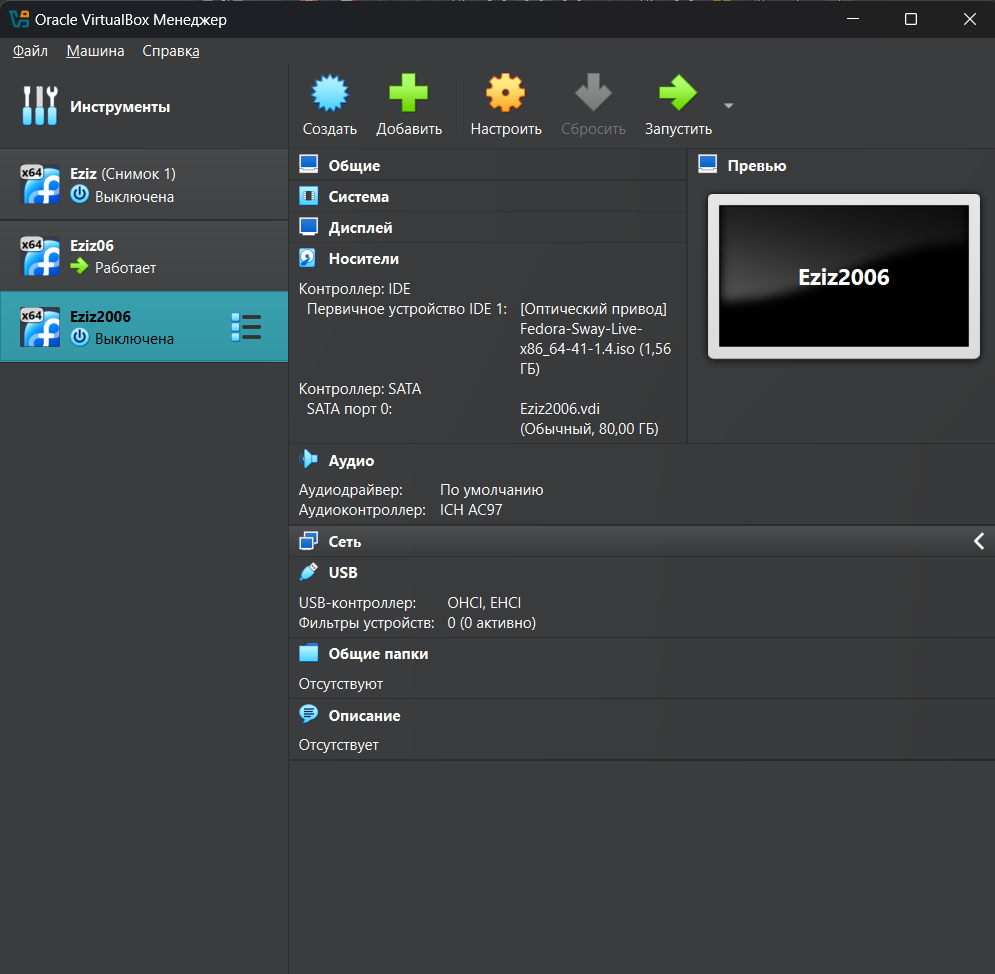 Oracle VirtualBox Менеджер
Файл Машина Справка
Инструменты
Создать Добавить Настроить Сбросить Запустить
x64 Eziz (Снимок 1)
Выключена
x64 Eziz06
Работает
x64 Eziz2006
Выключена
Общие
Система
Дисплей
Носители
Контроллер: IDE
Первичное устройство IDE 1: [Оптический привод]
Fedora-Sway-Live-
x86_64-41-1.4.iso (1,56
ГБ)
Контроллер: SATA
SATA порт 0: Eziz2006.vdi
(Обычный, 80,00 ГБ)
Превью
Eziz2006
Аудио
Аудиодрайвер: По умолчанию
Аудиоконтроллер: ICH AC97
Сеть
USB
USB-контроллер: OHCI, EHCI
Фильтры устройств: 0 (0 активно)
Общие папки
Отсутствуют
Описание
Отсутствует